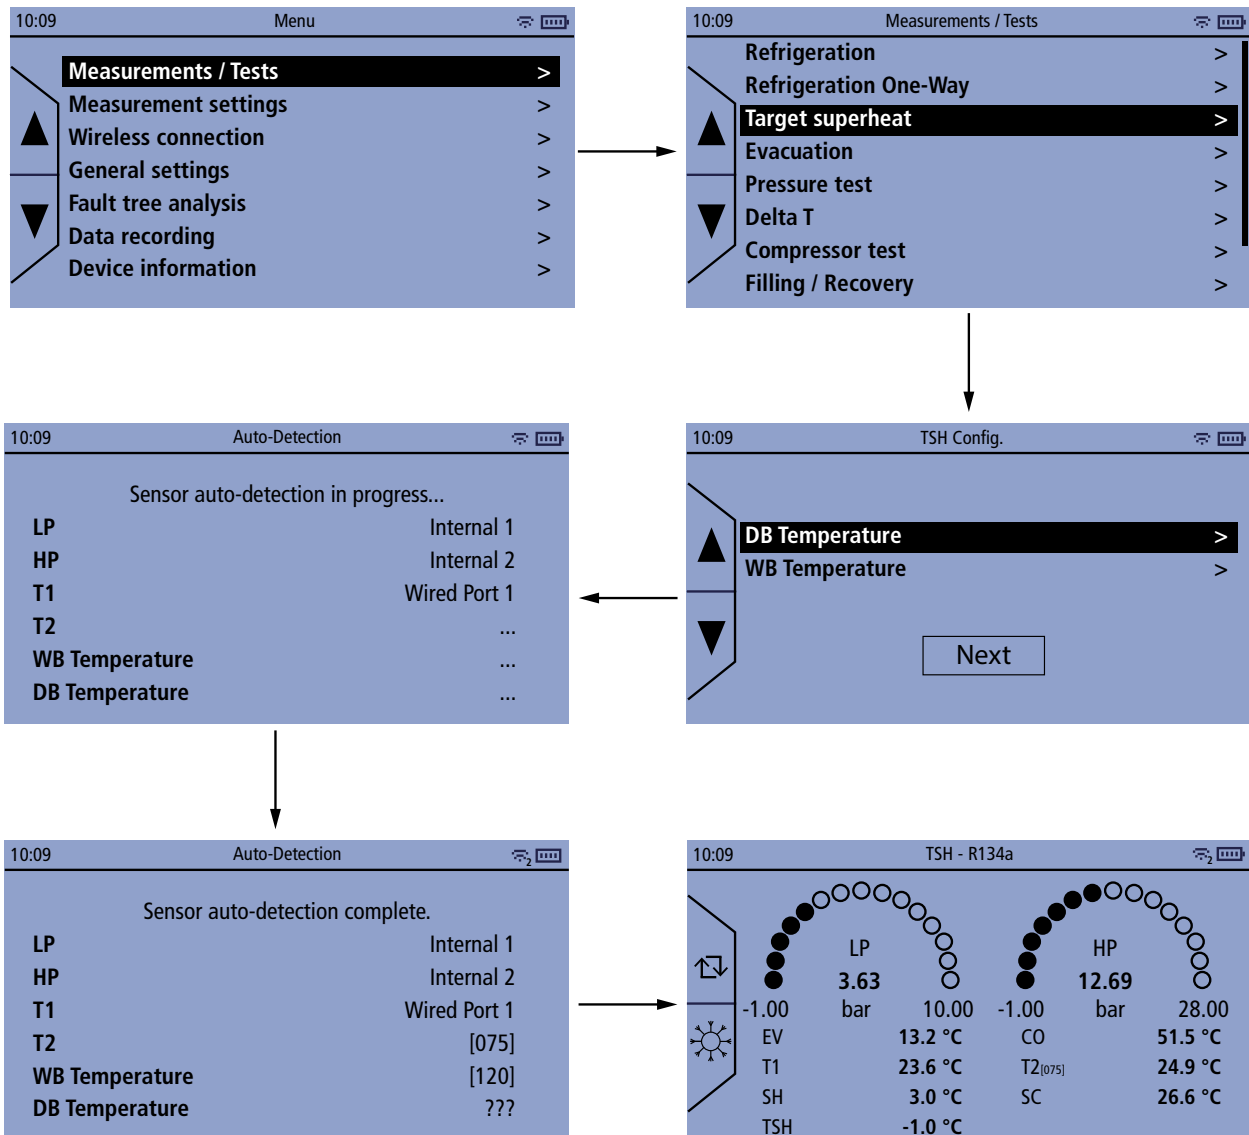 10:09 Menu
Measurements / Tests >
Measurement settings >
Wireless connection >
General settings >
Fault tree analysis >
Data recording >
Device information >
10:09 Measurements / Tests
Refrigeration >
Refrigeration One-Way >
Target superheat >
Evacuation >
Pressure test >
Delta T >
Compressor test >
Filling / Recovery >
10:09 TSH Config.
DB Temperature >
WB Temperature >
Next
10:09 Auto-Detection
Sensor auto-detection in progress...
LP Internal 1
HP Internal 2
T1 Wired Port 1
T2 ...
WB Temperature ...
DB Temperature ...
10:09 Auto-Detection 2
Sensor auto-detection complete.
LP Internal 1
HP Internal 2
T1 Wired Port 1
T2 [075]
WB Temperature [120]
DB Temperature ???
10:09 TSH - R134a 2
LP HP
3.63 12.69
-1.00 bar 10.00 -1.00 bar 28.00
EV 13.2 °C CO 51.5 °C
T1 23.6 °C T2[075] 24.9 °C
SH 3.0 °C SC 26.6 °C
TSH -1.0 °C